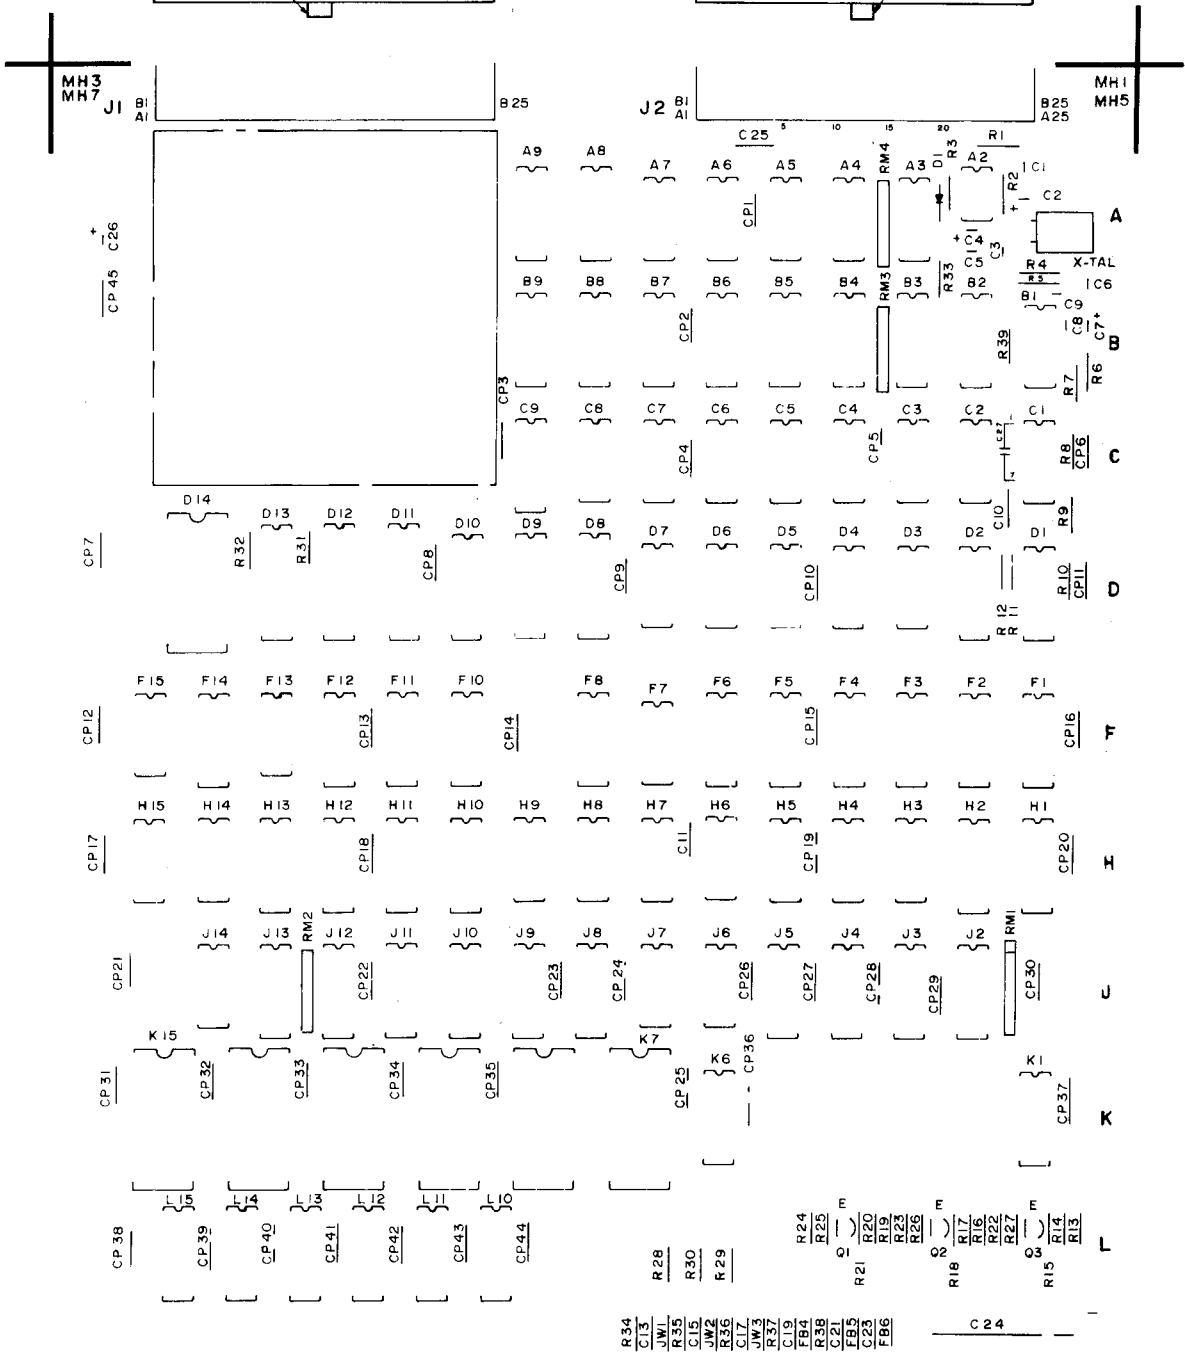 MH3
MH7
J1 B1
A1
B25
J2 B1
A1
5 10 15 20
B25
A25
MH1
MH5
C25
R1
A9 A8 A7 A6 A5 A4 RM4 A3 D1 R3 A2 C1
R2
C2
CP1
A
+
C26
+
C4
C3
C5
+
R4 X-TAL
CP45
B9 B8 B7 B6 B5 B4 RM3 B3 R33 B2 R5 C6
B1 C9
CP2
C8 C7 +
R39
B
R7 R6
CP3
C9 C8 C7 C6 C5 C4 C3 C2 C27 C1
CP4
CP5
R8 CP6
C
D14
D13 D12 D11 D10 D9 D8 D7 D6 D5 D4 D3 D2 C10 D1 R9
CP7
R32
R31
CP8
CP9
CP10
R10 CP11
D
R12
R11
F15 F14 F13 F12 F11 F10 F8 F7 F6 F5 F4 F3 F2 F1
CP12 CP13 CP14 CP15 CP16
F
H15 H14 H13 H12 H11 H10 H9 H8 H7 H6 H5 H4 H3 H2 H1
CP17 CP18 C11 CP19 CP20
H
J14 J13 RM2 J12 J11 J10 J9 J8 J7 J6 J5 J4 J3 J2 RM1
CP21 CP22 CP23 CP24 CP26 CP27 CP28 CP29 CP30
J
K15 K7
K6 CP36 K1
CP31 CP32 CP33 CP34 CP35 CP25 CP37
K
L15 L14 L13 L12 L11 L10
CP38 CP39 CP40 CP41 CP42 CP43 CP44
E E E
R24 R25 Q1 R20 R19 R23 R26 Q2 R17 R16 R22 R27 Q3 R14 R13
L
R28 R30 R29
R21 R18 R15
R34 C13 JW1 R35 C15 JW2 R36 C17 JW3 R37 C19 FB4 R38 C21 FB5 C23 FB6
C24